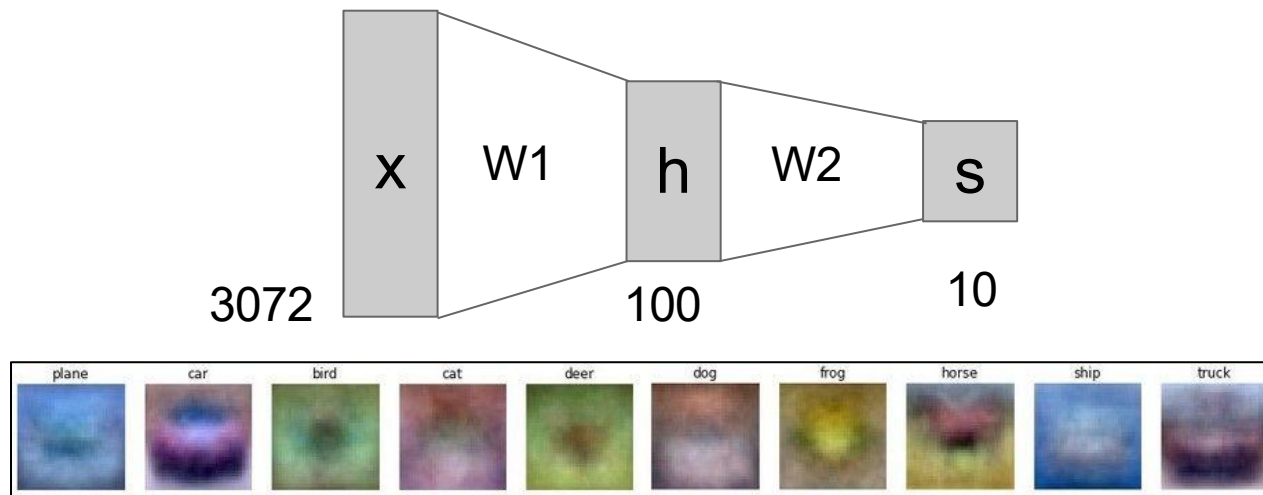 x
W1
h
W2
s
3072
100
10
plane car bird cat deer dog frog horse ship truck